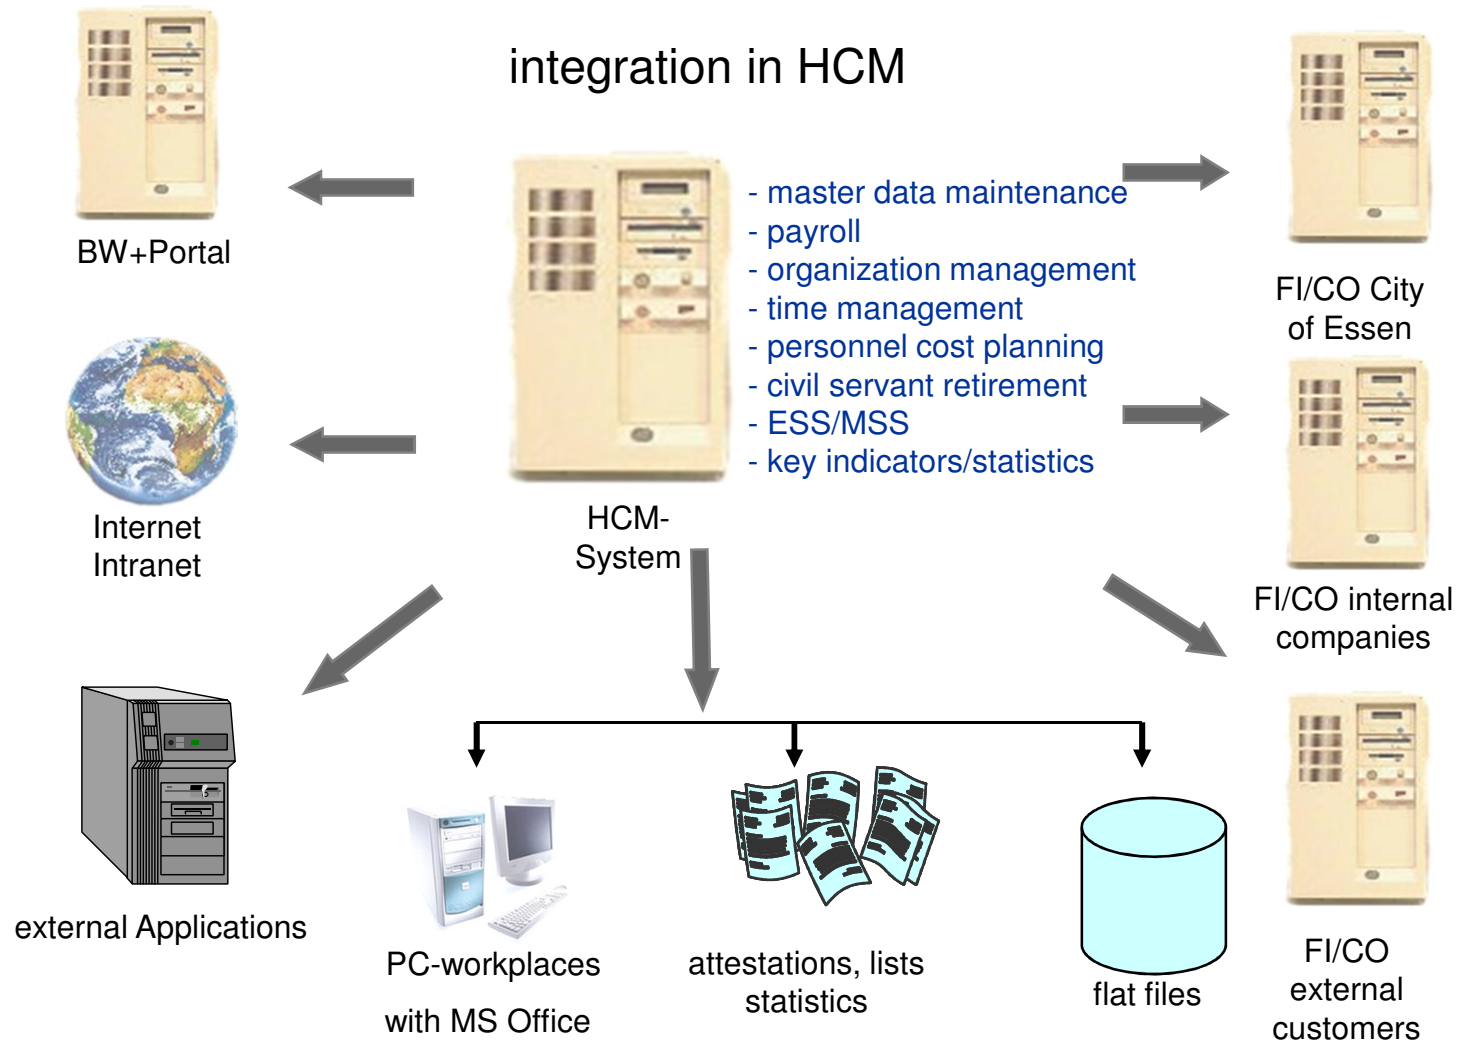 integration in HCM
BW+Portal
- master data maintenance
- payroll
- organization management
- time management
- personnel cost planning
- civil servant retirement
- ESS/MSS
- key indicators/statistics
FI/CO City
of Essen
Internet
Intranet
HCM-
System
FI/CO internal
companies
external Applications
PC-workplaces
with MS Office
attestations, lists
statistics
flat files
FI/CO
external
customers